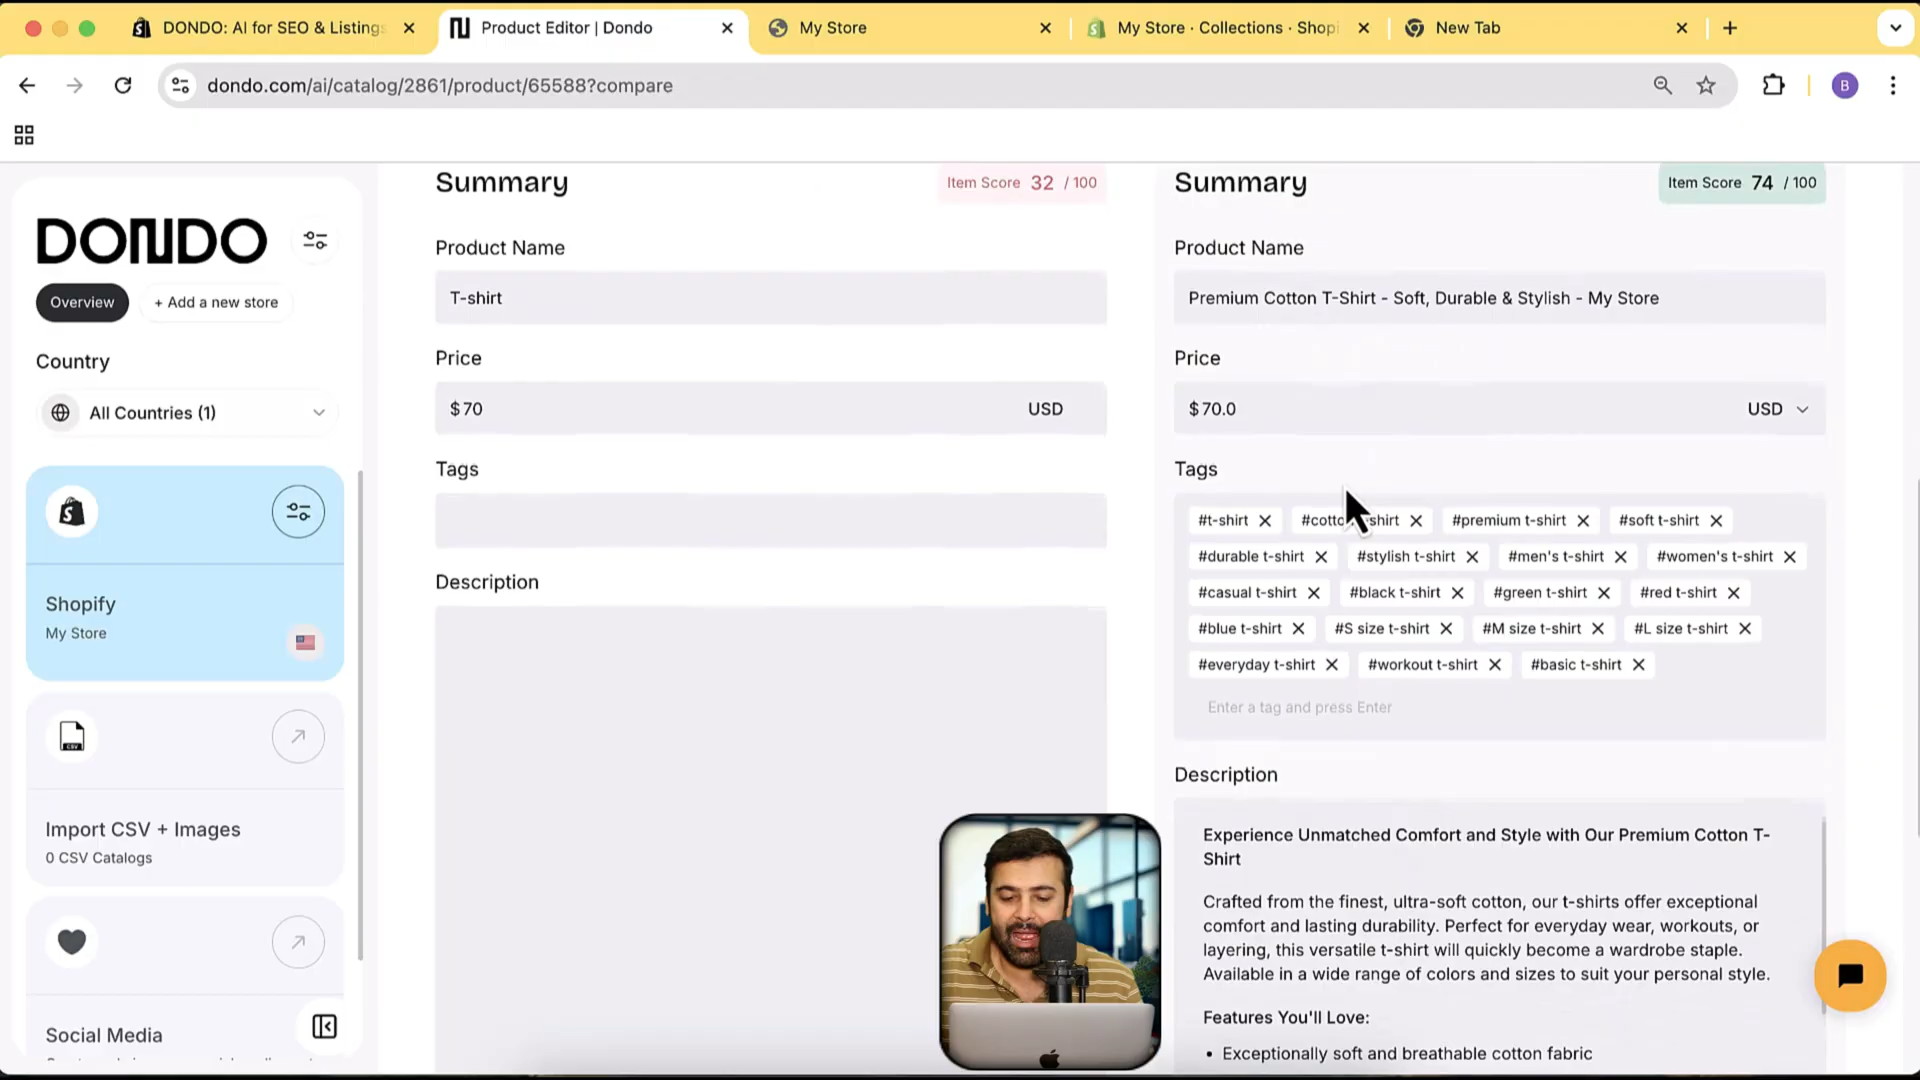 DONDO: AI for SEO & Listings
Product Editor | Dondo
My Store
My Store · Collections · Shopi
New Tab
dondo.com/ai/catalog/2861/product/65588?compare
B
DONDO
Overview
+ Add a new store
Country
All Countries (1)
Shopify
My Store
CSV
Import CSV + Images
0 CSV Catalogs
Social Media
Summary
Item Score 32 / 100
Product Name
T-shirt
Price
$ 70
USD
Tags
Description
Summary
Item Score 74 / 100
Product Name
Premium Cotton T-Shirt - Soft, Durable & Stylish - My Store
Price
$ 70.0
USD
Tags
#t-shirt
#cotto shirt
#premium t-shirt
#soft t-shirt
#durable t-shirt
#stylish t-shirt
#men's t-shirt
#women's t-shirt
#casual t-shirt
#black t-shirt
#green t-shirt
#red t-shirt
#blue t-shirt
#S size t-shirt
#M size t-shirt
#L size t-shirt
#everyday t-shirt
#workout t-shirt
#basic t-shirt
Enter a tag and press Enter
Description
Experience Unmatched Comfort and Style with Our Premium Cotton T-
Shirt
Crafted from the finest, ultra-soft cotton, our t-shirts offer exceptional
comfort and lasting durability. Perfect for everyday wear, workouts, or
layering, this versatile t-shirt will quickly become a wardrobe staple.
Available in a wide range of colors and sizes to suit your personal style.
Features You'll Love:
• Exceptionally soft and breathable cotton fabric